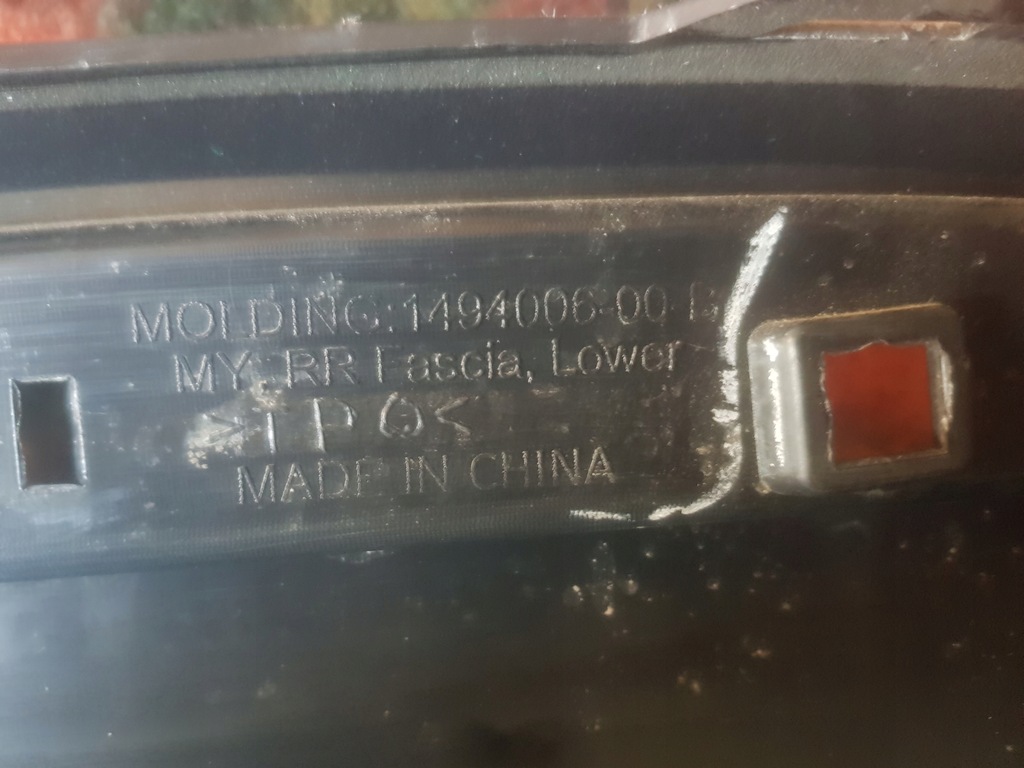 MOLDING:1494006-00-B
MY RR Fascia, Lower
>TPO<
MADE IN CHINA